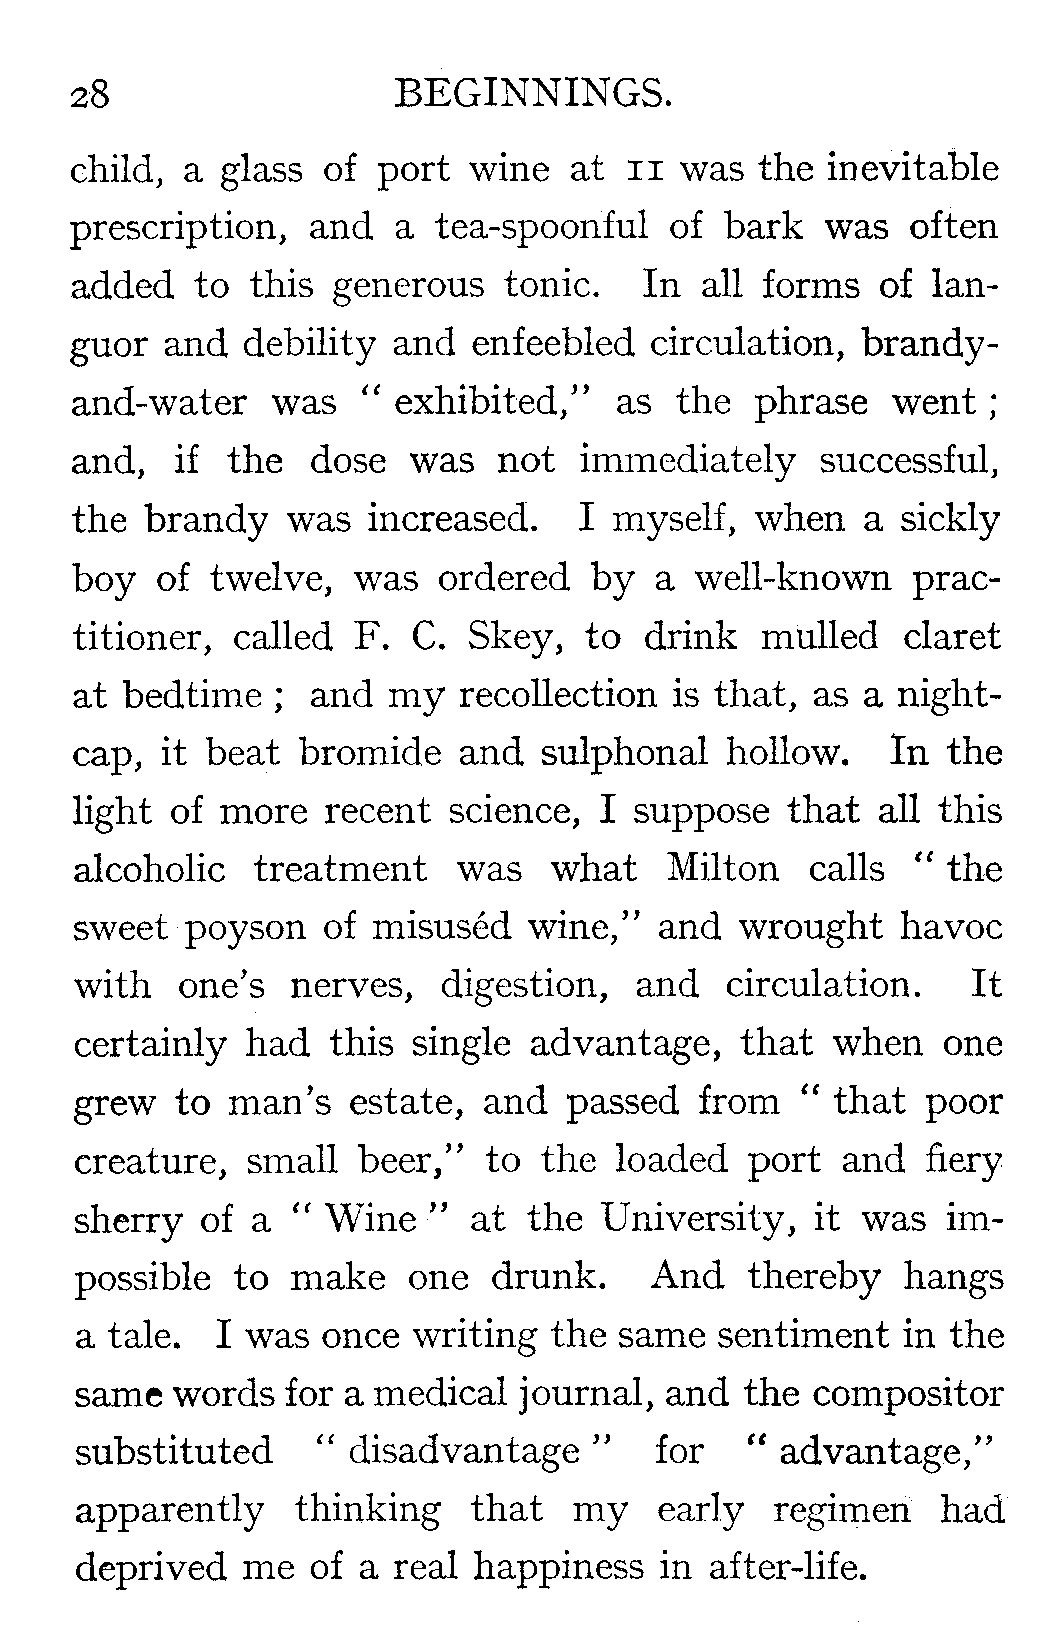 28 BEGINNINGS.
child, a glass of port wine at 11 was the inevitable
prescription, and a tea-spoonful of bark was often
added to this generous tonic. In all forms of lan-
guor and debility and enfeebled circulation, brandy-
and-water was " exhibited," as the phrase went ;
and, if the dose was not immediately successful,
the brandy was increased. I myself, when a sickly
boy of twelve, was ordered by a well-known prac-
titioner, called F. C. Skey, to drink mulled claret
at bedtime ; and my recollection is that, as a night-
cap, it beat bromide and sulphonal hollow. In the
light of more recent science, I suppose that all this
alcoholic treatment was what Milton calls " the
sweet poyson of misuséd wine," and wrought havoc
with one's nerves, digestion, and circulation. It
certainly had this single advantage, that when one
grew to man's estate, and passed from " that poor
creature, small beer," to the loaded port and fiery
sherry of a " Wine " at the University, it was im-
possible to make one drunk. And thereby hangs
a tale. I was once writing the same sentiment in the
same words for a medical journal, and the compositor
substituted " disadvantage " for " advantage,"
apparently thinking that my early regimen had
deprived me of a real happiness in after-life.